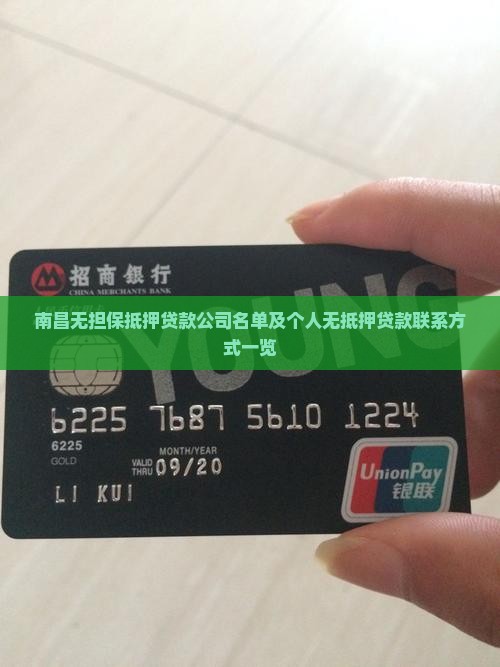 招商銀行
CHINA MERCHANTS BANK
YOUNG
南昌无担保抵押贷款公司名单及个人无抵押贷款联系方
式一览
6225 7687 5610 1224
6225
GOLD
MONTH/YEAR
VALID
THRU 09/20
LI KUI
UnionPay
银联